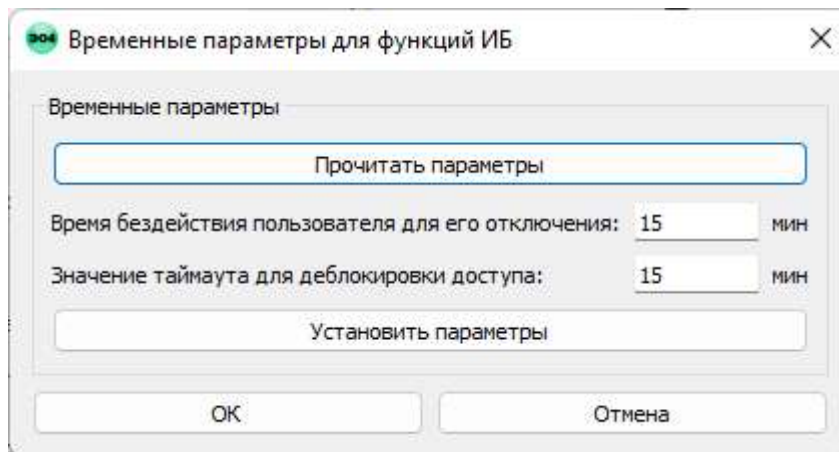 Временные параметры для функций ИБ
Временные параметры
Прочитать параметры
Время бездействия пользователя для его отключения: 15 мин
Значение таймаута для деблокировки доступа: 15 мин
Установить параметры
ОК Отмена